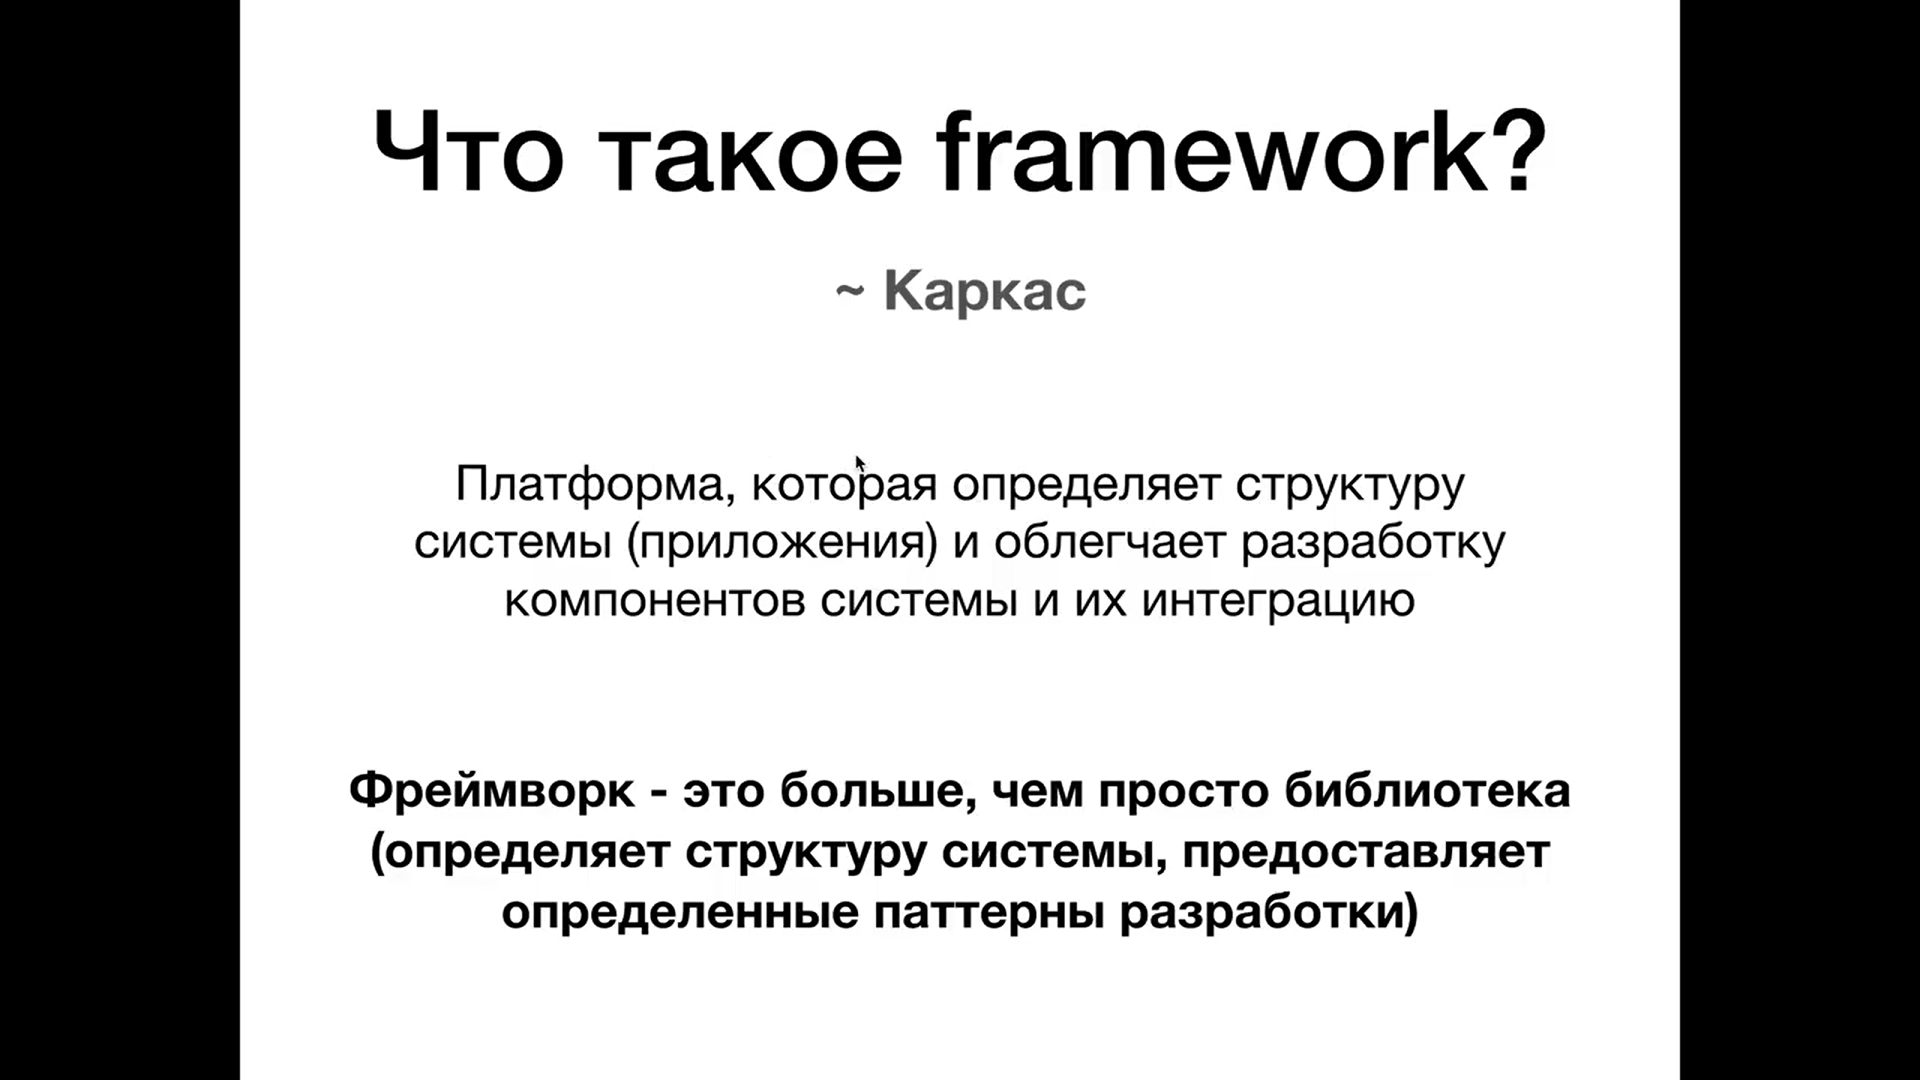 Что такое framework?
~ Каркас
Платформа, которая определяет структуру
системы (приложения) и облегчает разработку
компонентов системы и их интеграцию
Фреймворк - это больше, чем просто библиотека
(определяет структуру системы, предоставляет
определенные паттерны разработки)